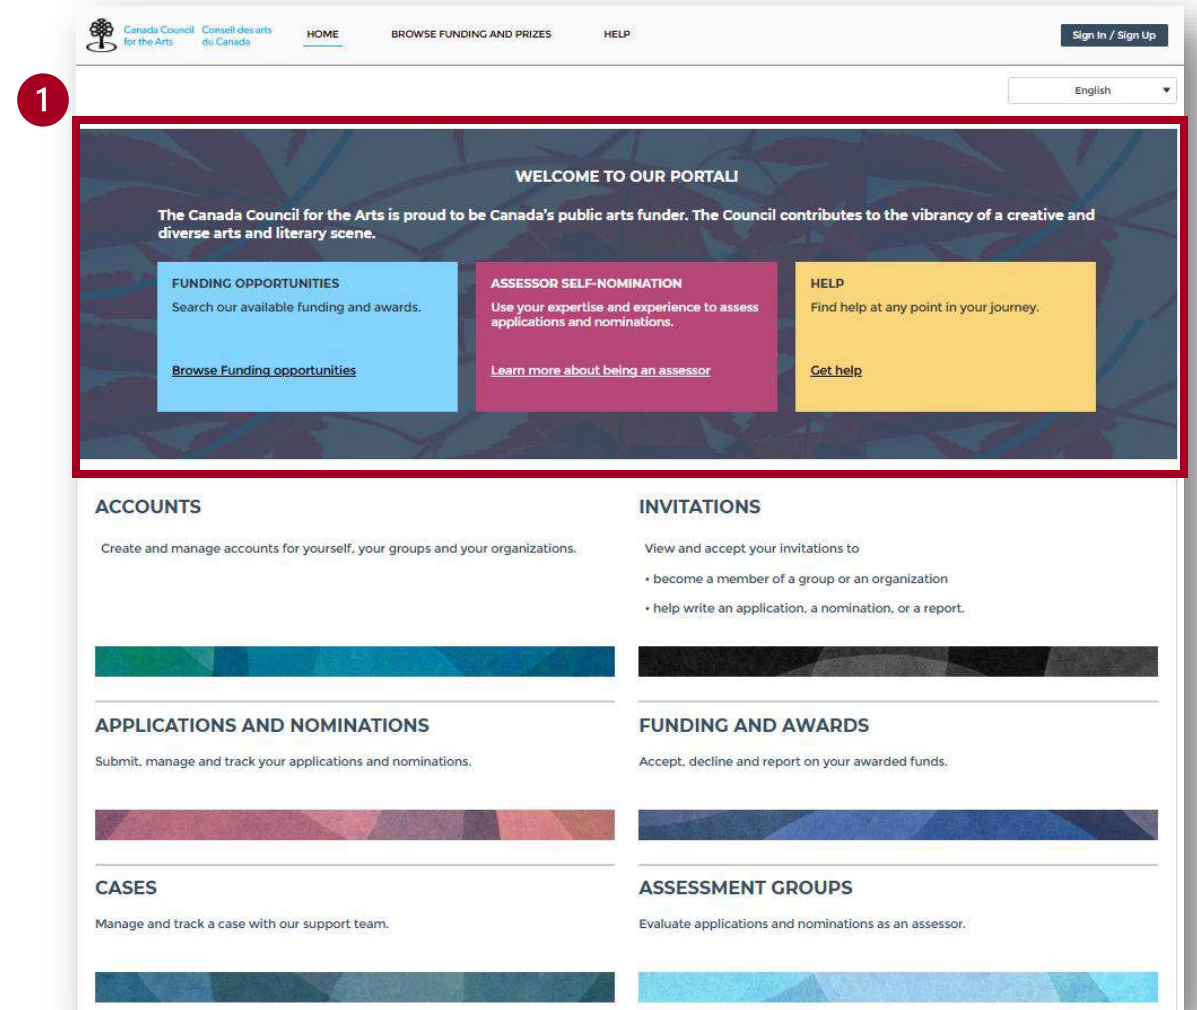 Canada Council Conseil des arts
for the Arts du Canada
HOME
BROWSE FUNDING AND PRIZES
HELP
Sign In / Sign Up
English
1
WELCOME TO OUR PORTAL!
The Canada Council for the Arts is proud to be Canada's public arts funder. The Council contributes to the vibrancy of a creative and
diverse arts and literary scene.
FUNDING OPPORTUNITIES
Search our available funding and awards.
Browse Funding opportunities
ASSESSOR SELF-NOMINATION
Use your expertise and experience to assess
applications and nominations.
Learn more about being an assessor
HELP
Find help at any point in your journey.
Get help
ACCOUNTS
Create and manage accounts for yourself, your groups and your organizations.
INVITATIONS
View and accept your invitations to
• become a member of a group or an organization
• help write an application, a nomination, or a report.
APPLICATIONS AND NOMINATIONS
Submit, manage and track your applications and nominations.
FUNDING AND AWARDS
Accept, decline and report on your awarded funds.
CASES
Manage and track a case with our support team.
ASSESSMENT GROUPS
Evaluate applications and nominations as an assessor.